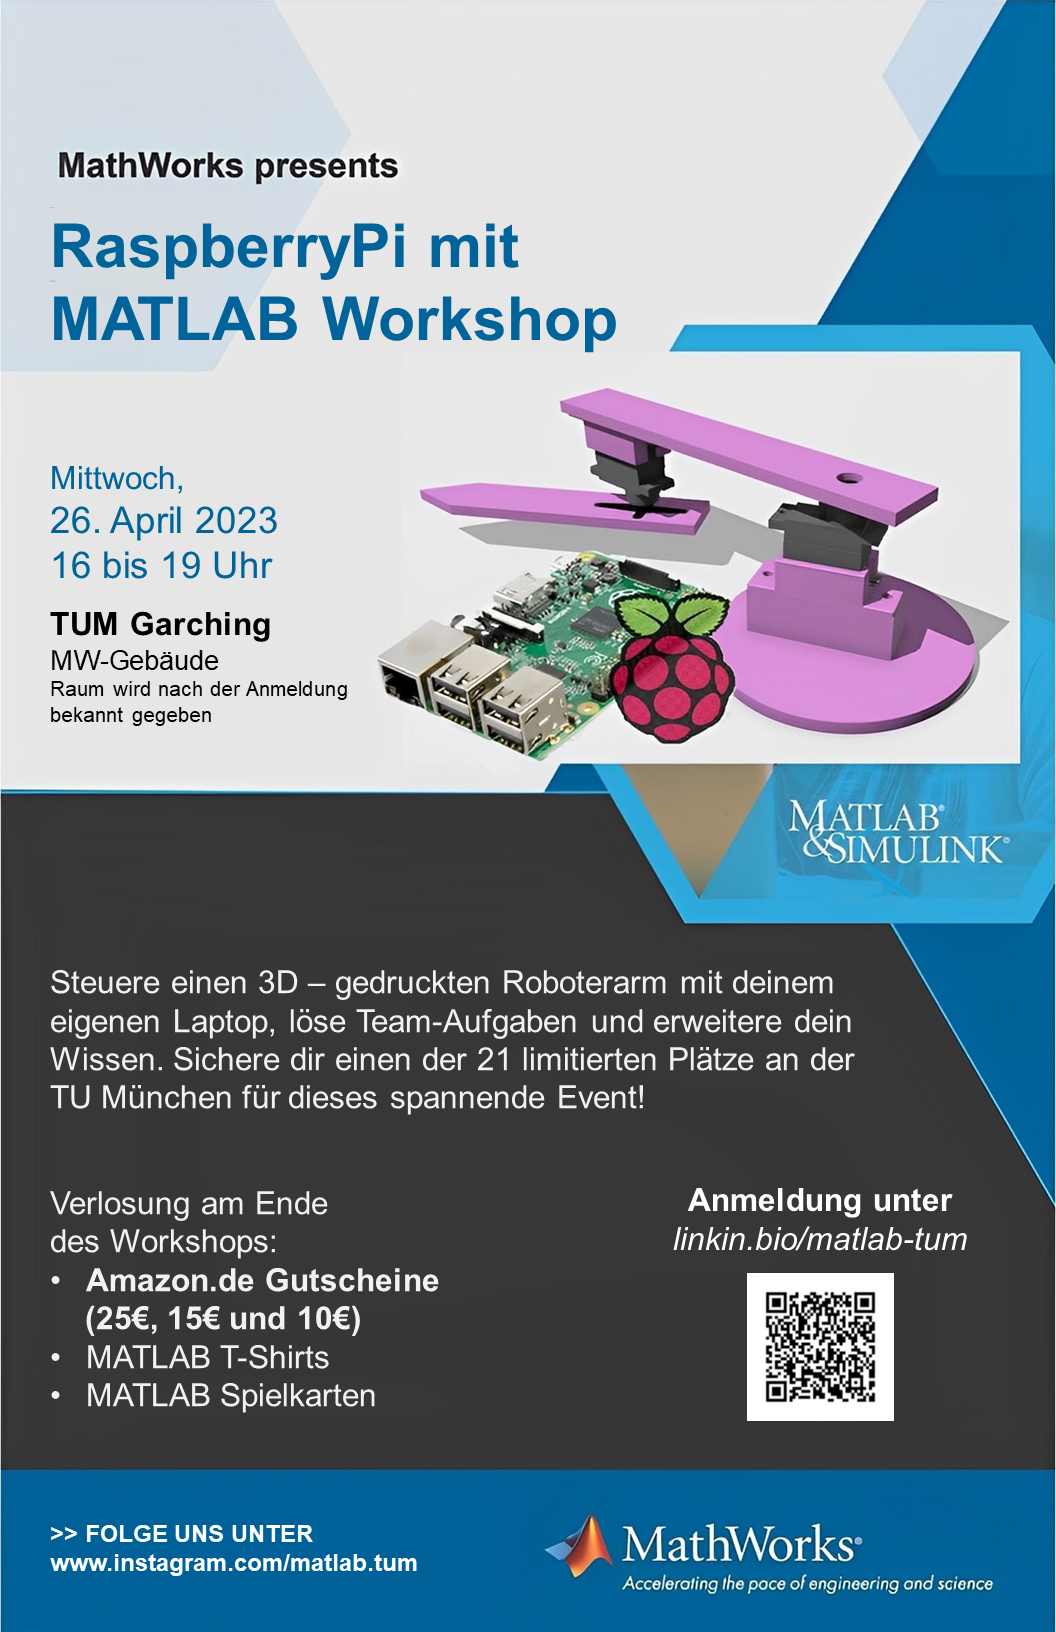 MathWorks presents
RaspberryPi mit
MATLAB Workshop
Mittwoch,
26. April 2023
16 bis 19 Uhr
TUM Garching
MW-Gebäude
Raum wird nach der Anmeldung
bekannt gegeben
MATLAB®
&SIMULINK®
Steuere einen 3D – gedruckten Roboterarm mit deinem
eigenen Laptop, löse Team-Aufgaben und erweitere dein
Wissen. Sichere dir einen der 21 limitierten Plätze an der
TU München für dieses spannende Event!
Verlosung am Ende
des Workshops:
• Amazon.de Gutscheine
(25€, 15€ und 10€)
• MATLAB T-Shirts
• MATLAB Spielkarten
Anmeldung unter
linkin.bio/matlab-tum
>> FOLGE UNS UNTER
www.instagram.com/matlab.tum
MathWorks®
Accelerating the pace of engineering and science